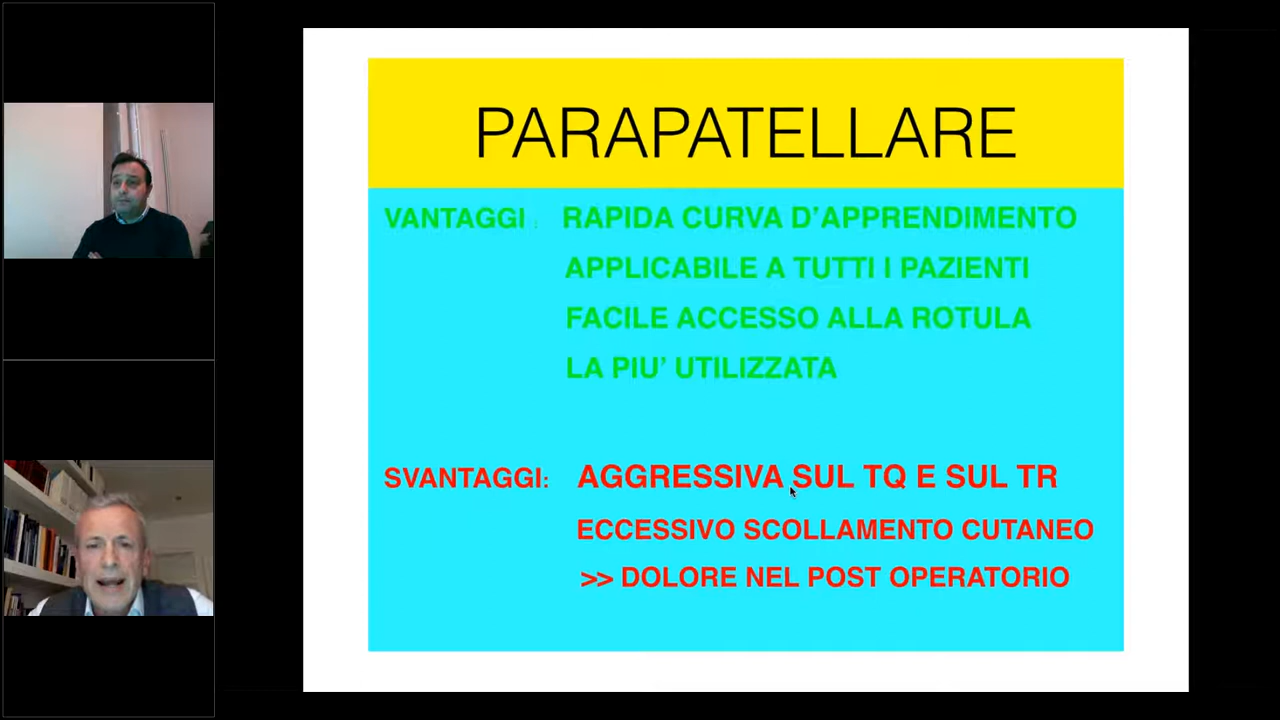 PARAPATELLARE
VANTAGGI : RAPIDA CURVA D'APPRENDIMENTO
APPLICABILE A TUTTI I PAZIENTI
FACILE ACCESSO ALLA ROTULA
LA PIU' UTILIZZATA
SVANTAGGI: AGGRESSIVA SUL TQ E SUL TR
ECCESSIVO SCOLLAMENTO CUTANEO
>> DOLORE NEL POST OPERATORIO